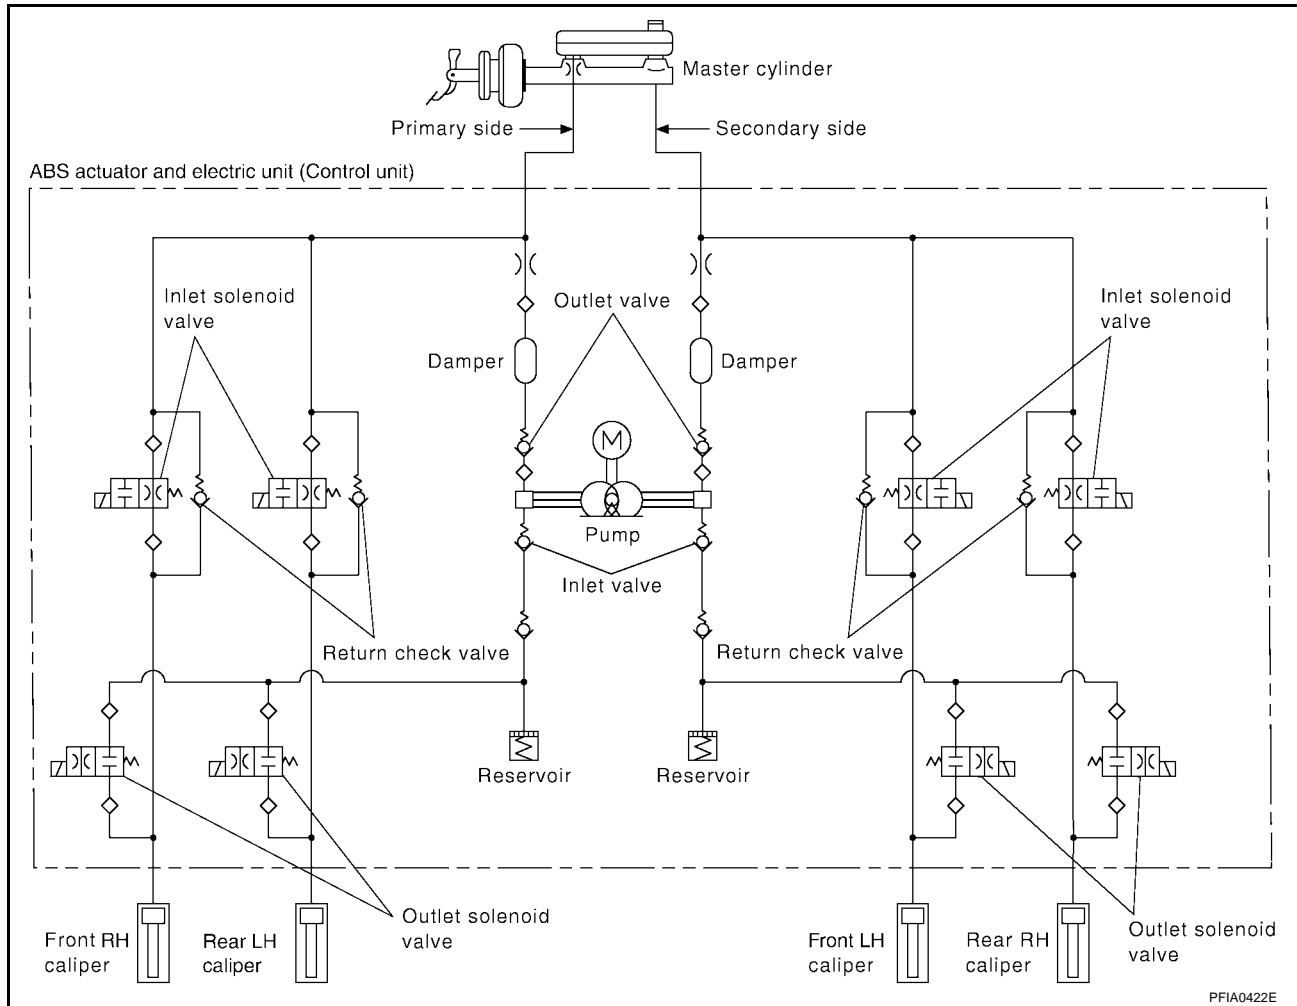 Master cylinder
Primary side
Secondary side
ABS actuator and electric unit (Control unit)
Inlet solenoid
valve
Outlet valve
Inlet solenoid
valve
Damper
Damper
M
Pump
Inlet valve
Return check valve
Return check valve
Reservoir
Reservoir
Front RH
caliper
Rear LH
caliper
Outlet solenoid
valve
Front LH
caliper
Rear RH
caliper
Outlet solenoid
valve
PFIA0422E